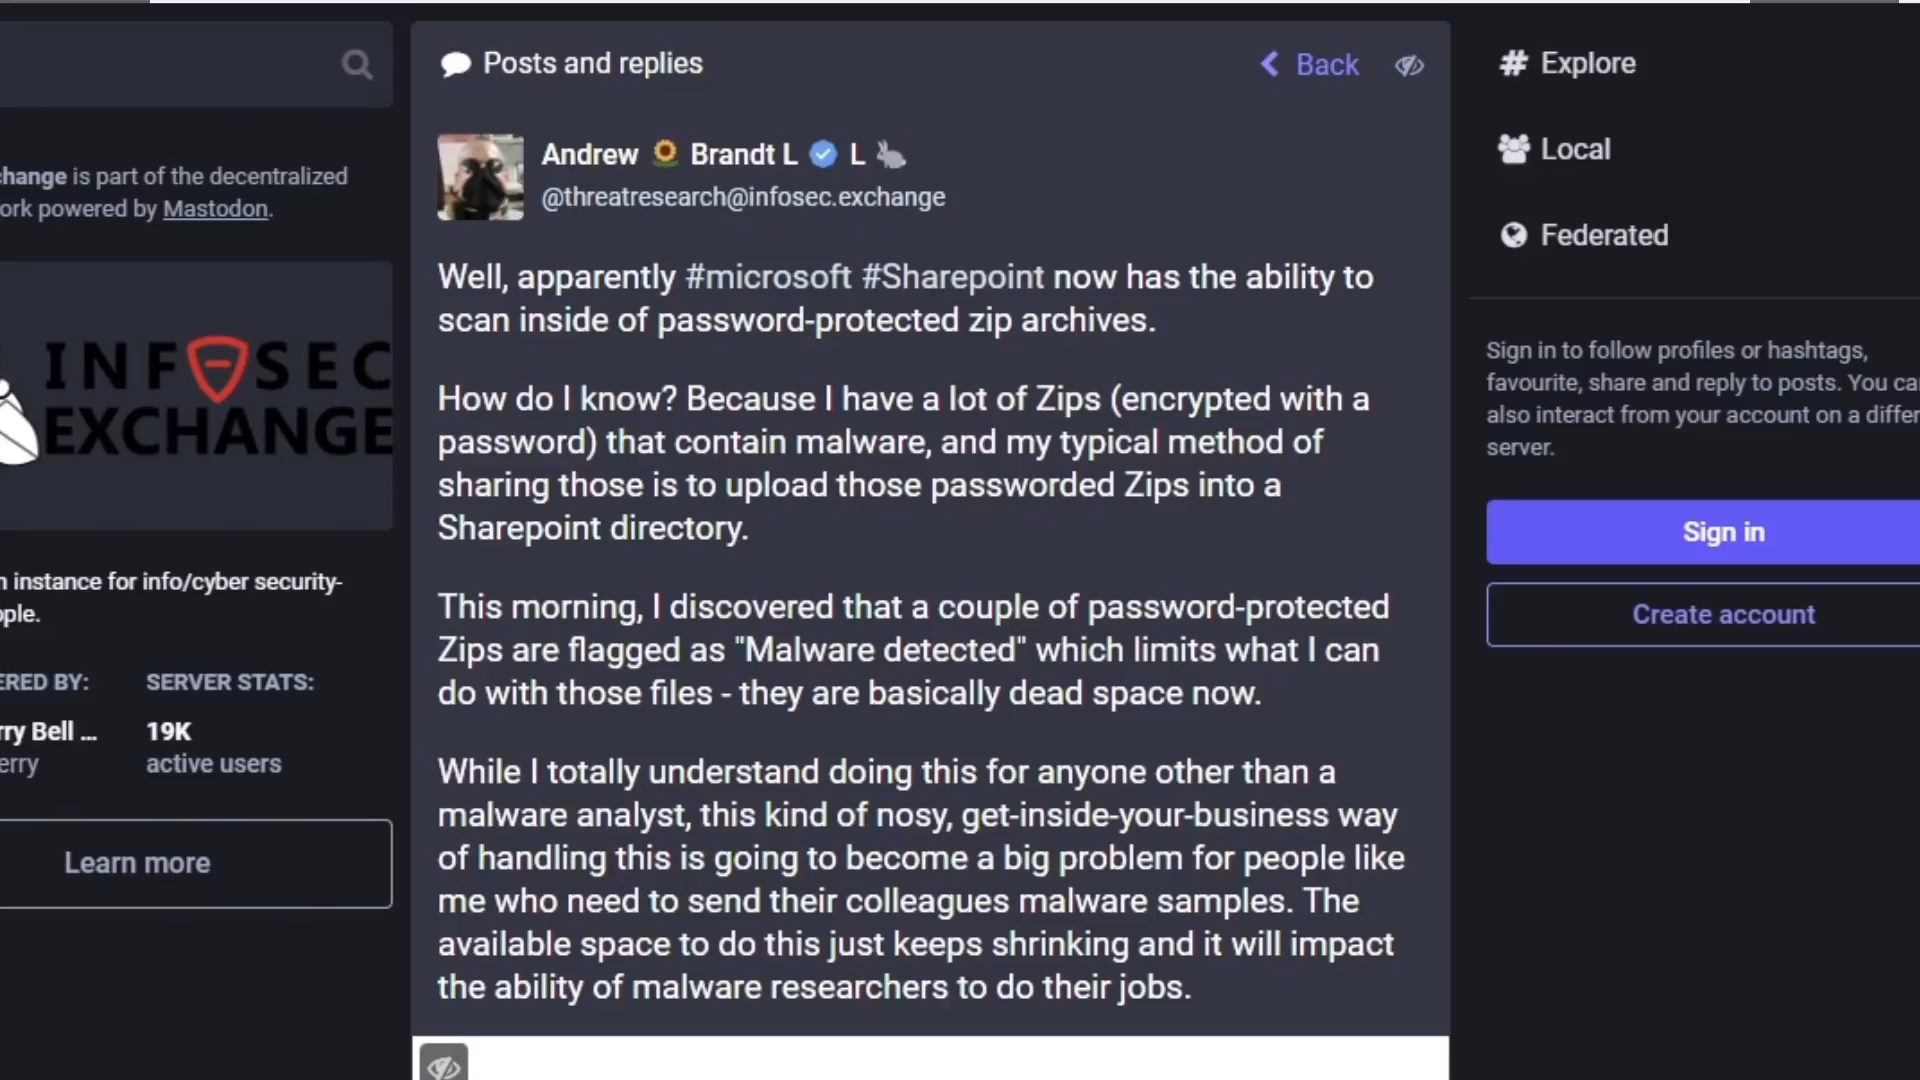 Posts and replies
Back
Andrew 🌻 Brandt L L 🐇
@threatresearch@infosec.exchange
Well, apparently #microsoft #Sharepoint now has the ability to
scan inside of password-protected zip archives.
How do I know? Because I have a lot of Zips (encrypted with a
password) that contain malware, and my typical method of
sharing those is to upload those passworded Zips into a
Sharepoint directory.
This morning, I discovered that a couple of password-protected
Zips are flagged as "Malware detected" which limits what I can
do with those files - they are basically dead space now.
While I totally understand doing this for anyone other than a
malware analyst, this kind of nosy, get-inside-your-business way
of handling this is going to become a big problem for people like
me who need to send their colleagues malware samples. The
available space to do this just keeps shrinking and it will impact
the ability of malware researchers to do their jobs.
change is part of the decentralized
ork powered by Mastodon.
INFOSEC
EXCHANGE
n instance for info/cyber security-
ople.
ERED BY:
SERVER STATS:
rry Bell ...
19K
erry
active users
Learn more
# Explore
Local
Federated
Sign in to follow profiles or hashtags,
favourite, share and reply to posts. You ca
also interact from your account on a differ
server.
Sign in
Create account